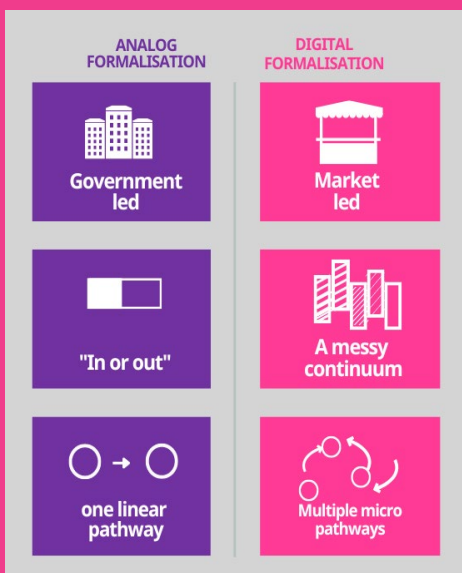 ANALOG
FORMALISATION
DIGITAL
FORMALISATION
Government
led
Market
led
"In or out"
A messy
continuum
one linear
pathway
Multiple micro
pathways